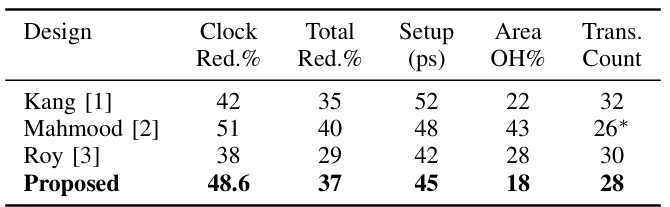 Design Clock Total Setup Area Trans.
Red.% Red.% (ps) OH% Count
Kang [1] 42 35 52 22 32
Mahmood [2] 51 40 48 43 26*
Roy [3] 38 29 42 28 30
Proposed 48.6 37 45 18 28